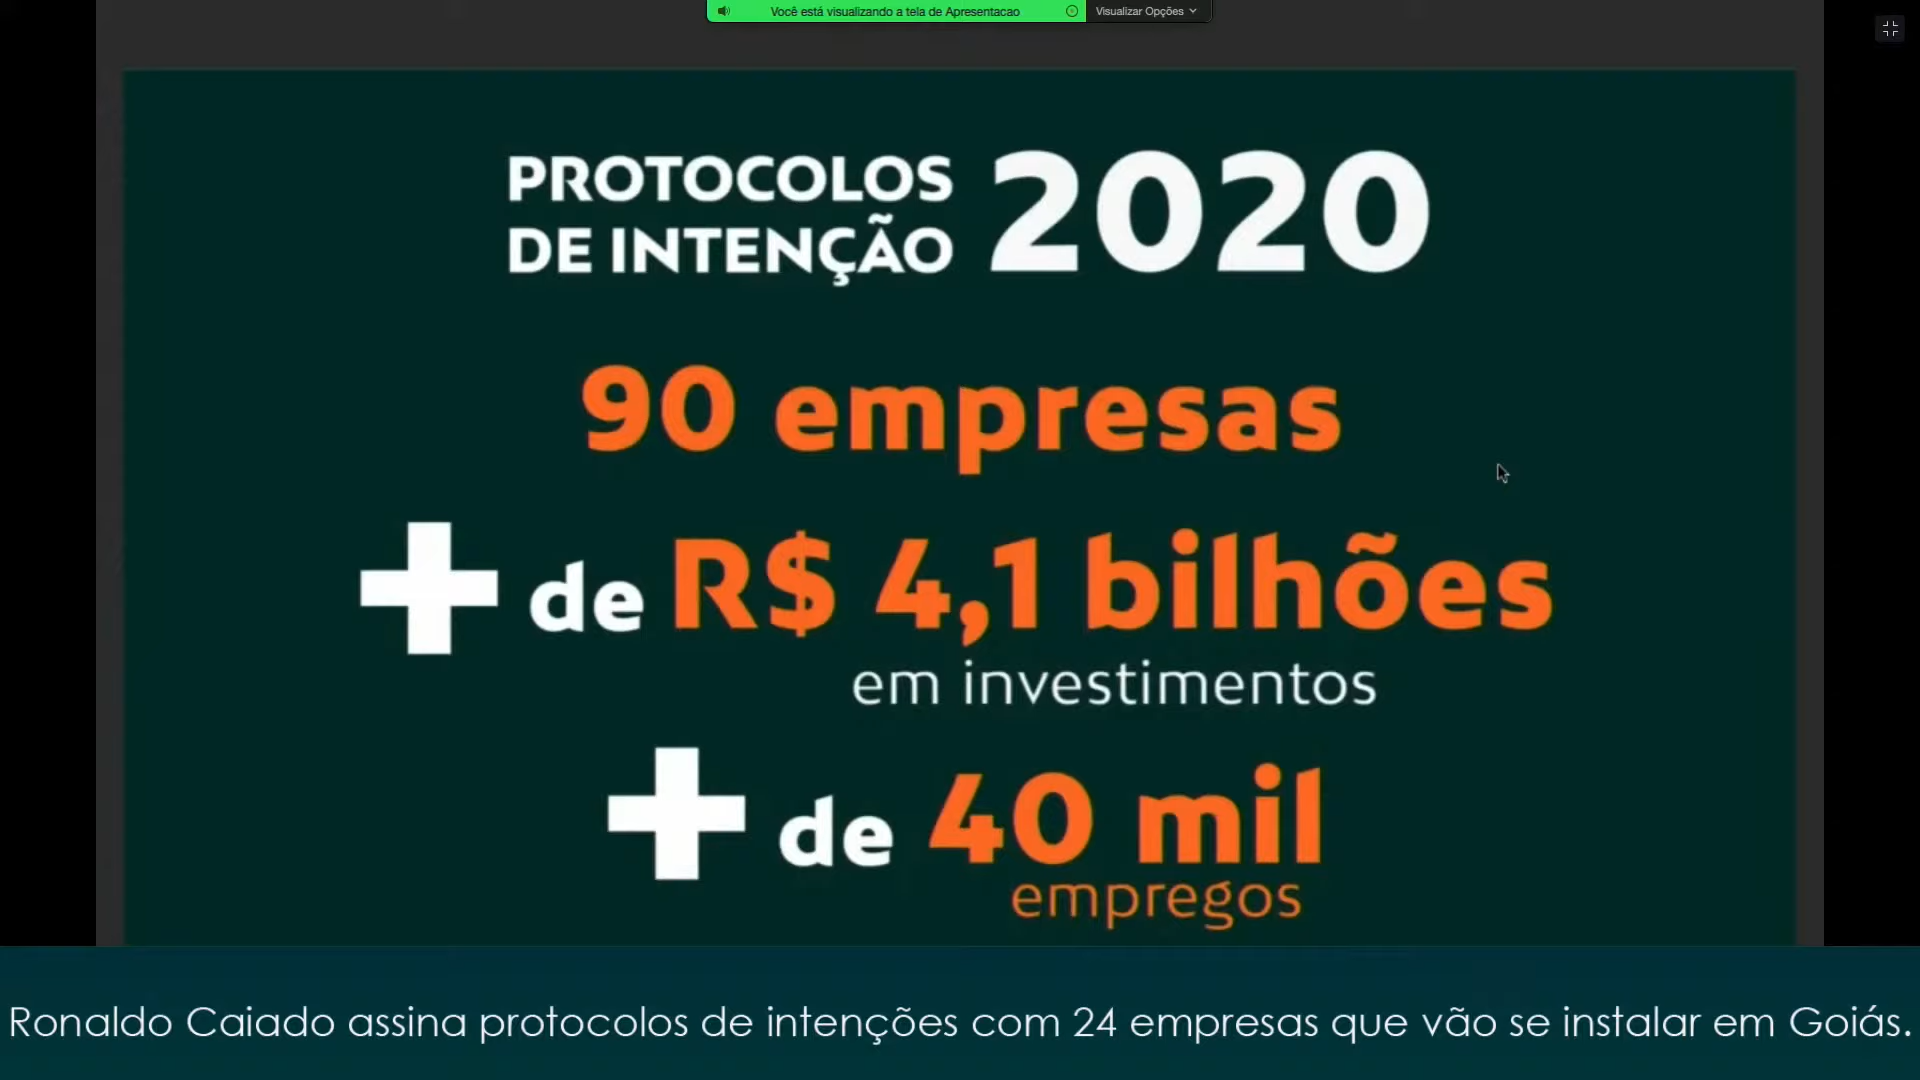 Você está visualizando a tela de Apresentacao
Visualizar Opções
PROTOCOLOS
DE INTENÇÃO
2020
90 empresas
+ de R$ 4,1 bilhões
em investimentos
+ de 40 mil
empregos
Ronaldo Caiado assina protocolos de intenções com 24 empresas que vão se instalar em Goiás.